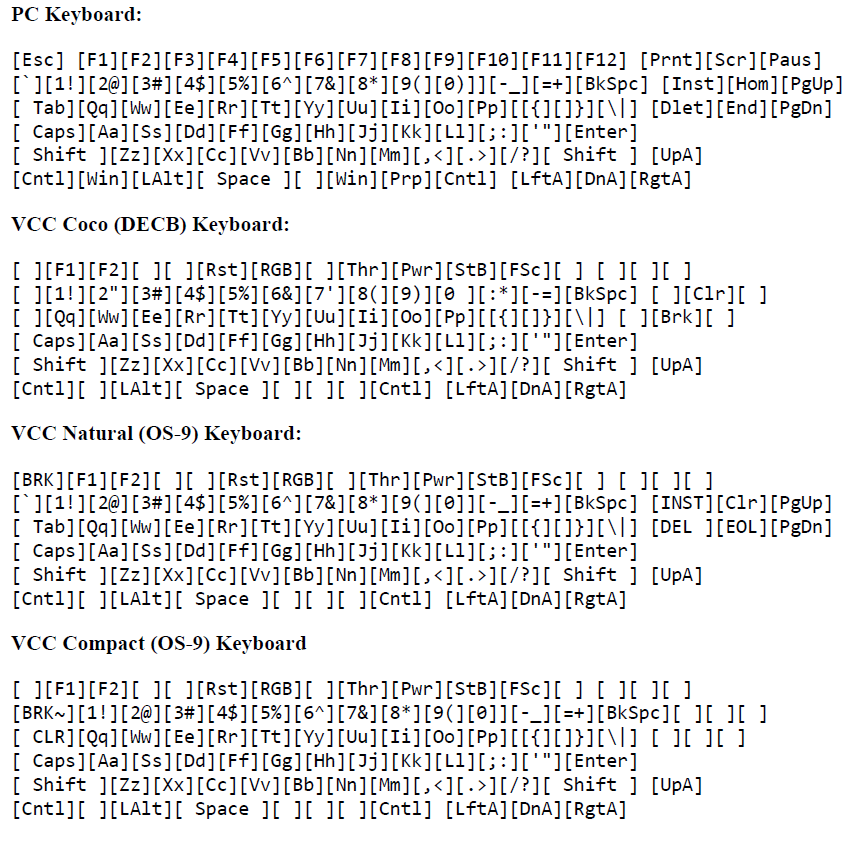 PC Keyboard:
[Esc] [F1][F2][F3][F4][F5][F6][F7][F8][F9][F10][F11][F12] [Prnt][Scr][Paus]
[`][1!][2@][3#][4$][5%][6^][7&][8*][9(][0)]][-_][=+][BkSpc] [Inst][Hom][PgUp]
[ Tab][Qq][Ww][Ee][Rr][Tt][Yy][Uu][Ii][Oo][Pp][[{][]}][\|] [Dlet][End][PgDn]
[ Caps][Aa][Ss][Dd][Ff][Gg][Hh][Jj][Kk][Ll][;:]['"][Enter]
[ Shift ][Zz][Xx][Cc][Vv][Bb][Nn][Mm][,<][.>][/?][ Shift ] [UpA]
[Cntl][Win][LAlt][ Space ][ ][Win][Prp][Cntl] [LftA][DnA][RgtA]
VCC Coco (DECB) Keyboard:
[ ][F1][F2][ ][ ][Rst][RGB][ ][Thr][Pwr][StB][FSc][ ] [ ][ ][ ]
[ ][1!][2"][3#][4$][5%][6&][7'][8(][9)][0 ][:*][-=][BkSpc] [ ][Clr][ ]
[ ][Qq][Ww][Ee][Rr][Tt][Yy][Uu][Ii][Oo][Pp][[{][]}][\|] [ ][Brk][ ]
[ Caps][Aa][Ss][Dd][Ff][Gg][Hh][Jj][Kk][Ll][;:]['"][Enter]
[ Shift ][Zz][Xx][Cc][Vv][Bb][Nn][Mm][,<][.>][/?][ Shift ] [UpA]
[Cntl][ ][LAlt][ Space ][ ][ ][ ][Cntl] [LftA][DnA][RgtA]
VCC Natural (OS-9) Keyboard:
[BRK][F1][F2][ ][ ][Rst][RGB][ ][Thr][Pwr][StB][FSc][ ] [ ][ ][ ]
[`][1!][2@][3#][4$][5%][6^][7&][8*][9(][0]][-_][=+][BkSpc] [INST][Clr][PgUp]
[ Tab][Qq][Ww][Ee][Rr][Tt][Yy][Uu][Ii][Oo][Pp][[{][]}][\|] [DEL ][EOL][PgDn]
[ Caps][Aa][Ss][Dd][Ff][Gg][Hh][Jj][Kk][Ll][;:]['"][Enter]
[ Shift ][Zz][Xx][Cc][Vv][Bb][Nn][Mm][,<][.>][/?][ Shift ] [UpA]
[Cntl][ ][LAlt][ Space ][ ][ ][ ][Cntl] [LftA][DnA][RgtA]
VCC Compact (OS-9) Keyboard
[ ][F1][F2][ ][ ][Rst][RGB][ ][Thr][Pwr][StB][FSc][ ] [ ][ ][ ]
[BRK~][1!][2@][3#][4$][5%][6^][7&][8*][9(][0]][-_][=+][BkSpc][ ][ ][ ]
[ CLR][Qq][Ww][Ee][Rr][Tt][Yy][Uu][Ii][Oo][Pp][[{][]}][\|] [ ][ ][ ]
[ Caps][Aa][Ss][Dd][Ff][Gg][Hh][Jj][Kk][Ll][;:]['"][Enter]
[ Shift ][Zz][Xx][Cc][Vv][Bb][Nn][Mm][,<][.>][/?][ Shift ] [UpA]
[Cntl][ ][LAlt][ Space ][ ][ ][ ][Cntl] [LftA][DnA][RgtA]